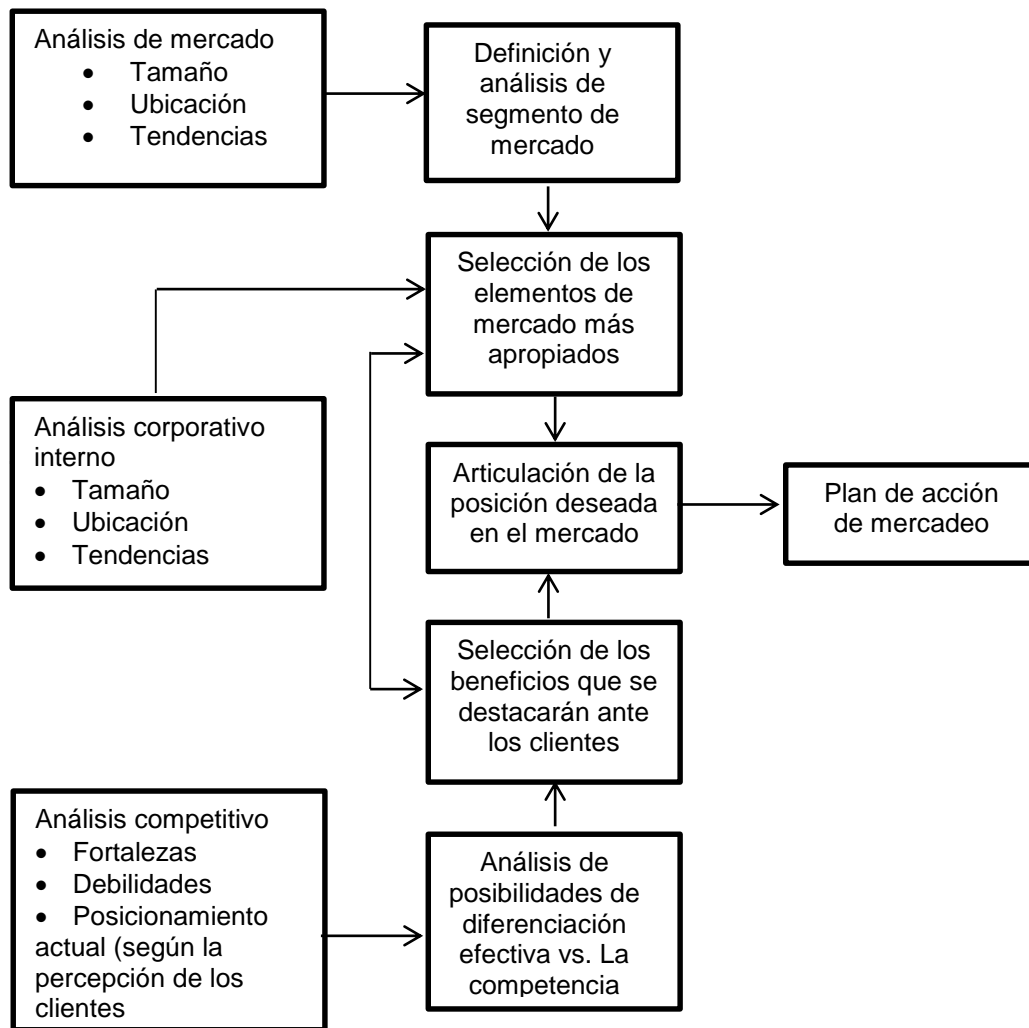 Análisis de mercado
• Tamaño
• Ubicación
• Tendencias
Definición y
análisis de
segmento de
mercado
Selección de los
elementos de
mercado más
apropiados
Análisis corporativo
interno
• Tamaño
• Ubicación
• Tendencias
Articulación de la
posición deseada
en el mercado
Plan de acción
de mercadeo
Selección de los
beneficios que se
destacarán ante
los clientes
Análisis competitivo
• Fortalezas
• Debilidades
• Posicionamiento
actual (según la
percepción de los
clientes
Análisis de
posibilidades de
diferenciación
efectiva vs. La
competencia